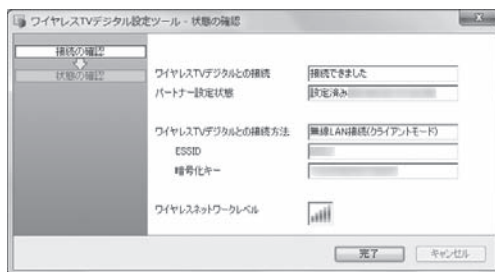 ワイヤレスTVデジタル設定ツール - 状態の確認
接続の確認
状態の確認
ワイヤレスTVデジタルとの接続
接続できました
パートナー設定状態
設定済み
ワイヤレスTVデジタルとの接続方法
無線LAN接続(クライアントモード)
ESSID
暗号化キー
ワイヤレスネットワークレベル
完了
キャンセル